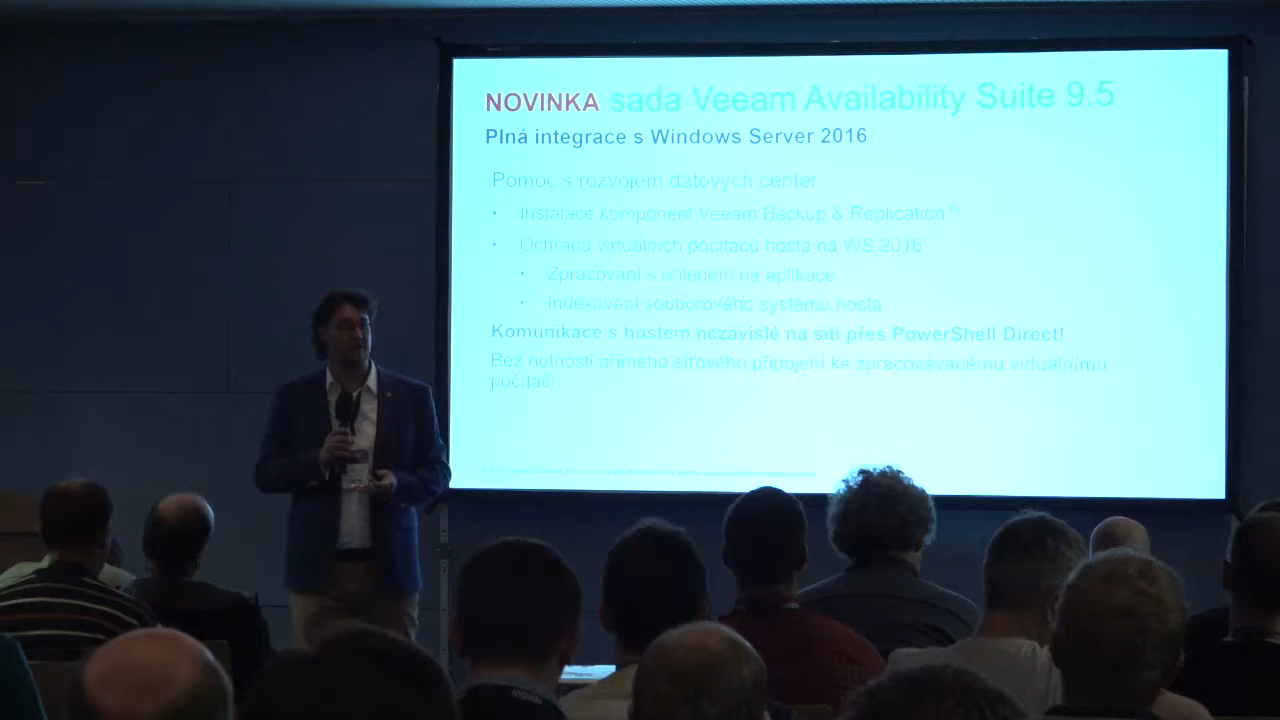 NOVINKA sada Veeam Availability Suite 9.5
Plná integrace s Windows Server 2016
Pomoc s rozvojem datových center
• Instalace komponent Veeam Backup & Replication™
• Ochrana virtuálních počítačů hosta na WS 2016
• Zpracování s ohledem na aplikace
• Indexování souborového systému hosta
Komunikace s hostem nezávislé na síti přes PowerShell Direct!
Bez nutnosti přímého síťového připojení ke zpracovávanému virtuálnímu
počítači